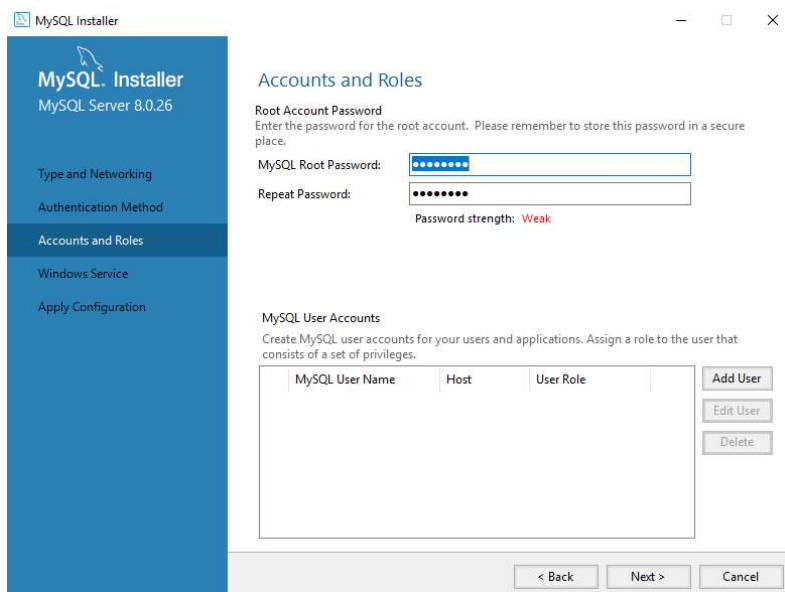 MySQL Installer
MySQL. Installer
MySQL Server 8.0.26
Type and Networking
Authentication Method
Accounts and Roles
Windows Service
Apply Configuration
Accounts and Roles
Root Account Password
Enter the password for the root account. Please remember to store this password in a secure
place.
MySQL Root Password: ●●●●●●●●
Repeat Password: ●●●●●●●●
Password strength: Weak
MySQL User Accounts
Create MySQL user accounts for your users and applications. Assign a role to the user that
consists of a set of privileges.
MySQL User Name Host User Role
Add User
Edit User
Delete
< Back Next > Cancel